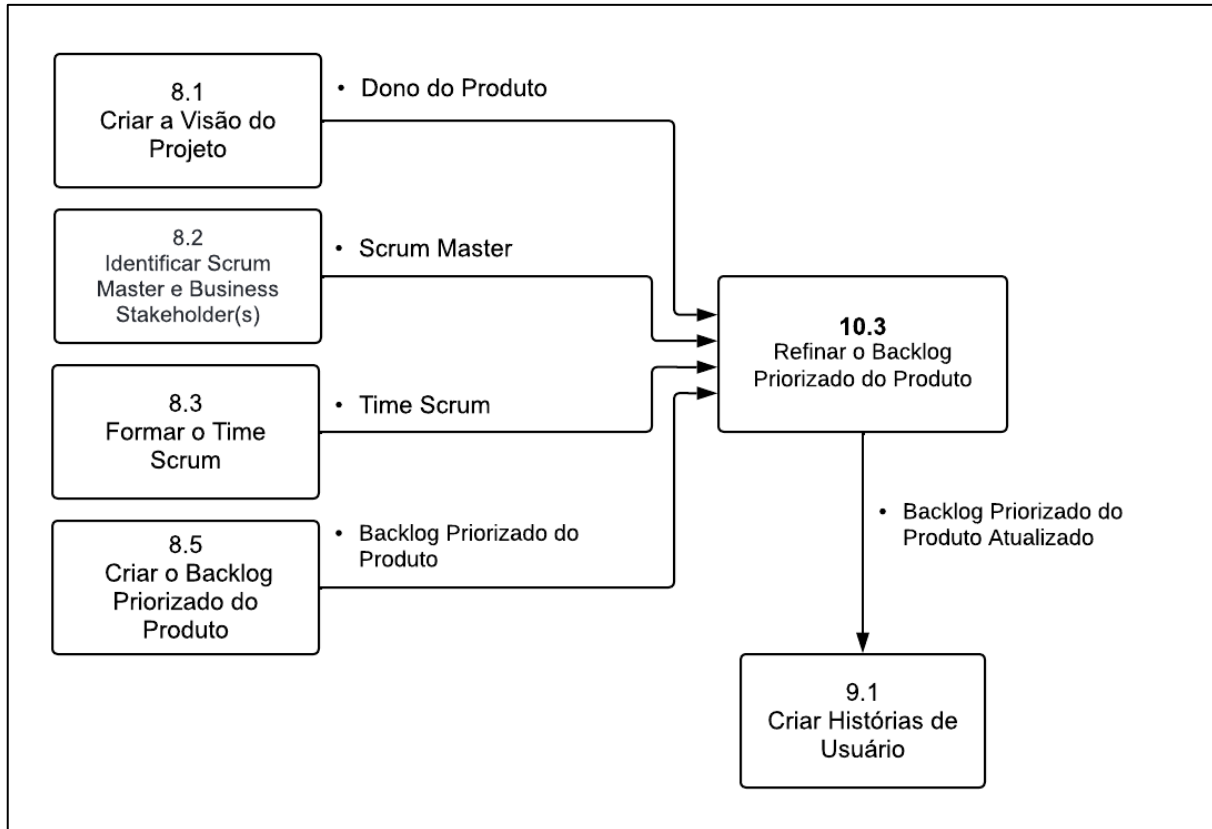 8.1
Criar a Visão do
Projeto
• Dono do Produto
8.2
Identificar Scrum
Master e Business
Stakeholder(s)
• Scrum Master
8.3
Formar o Time
Scrum
• Time Scrum
8.5
Criar o Backlog
Priorizado do
Produto
• Backlog Priorizado do
Produto
10.3
Refinar o Backlog
Priorizado do Produto
• Backlog Priorizado do
Produto Atualizado
9.1
Criar Histórias de
Usuário